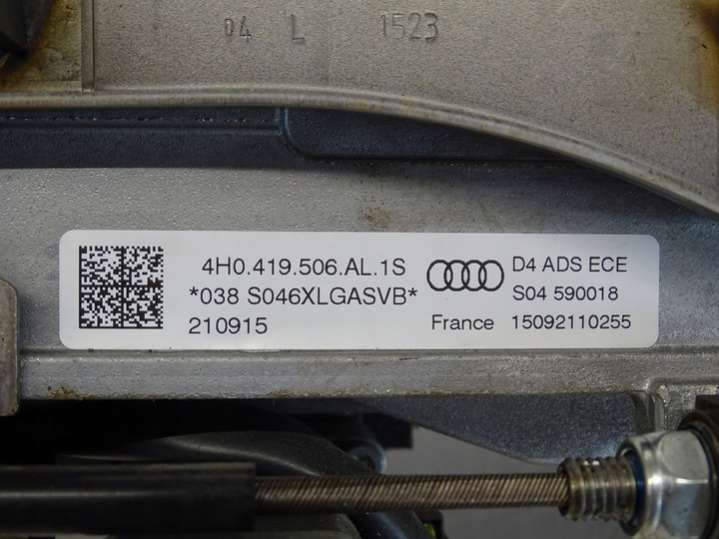 04 L 1523
4H0.419.506.AL.1S
*038 S046XLGASVB*
210915
D4 ADS ECE
S04 590018
France 15092110255